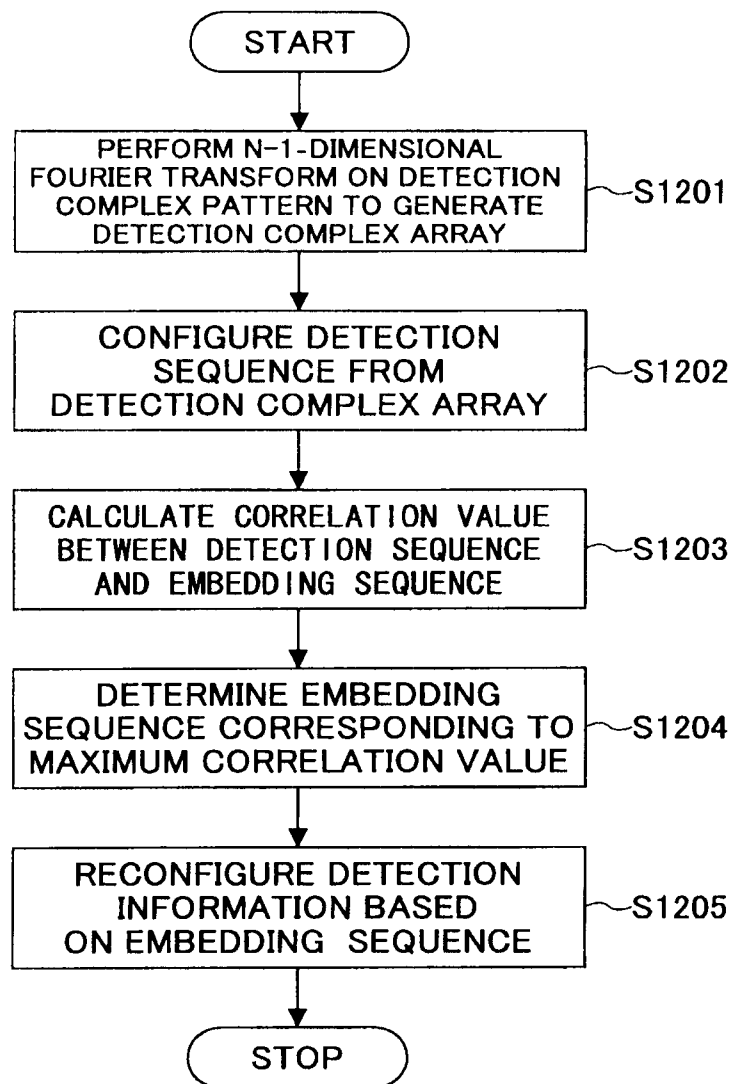 START
PERFORM N-1-DIMENSIONAL
FOURIER TRANSFORM ON DETECTION
COMPLEX PATTERN TO GENERATE
DETECTION COMPLEX ARRAY
S1201
CONFIGURE DETECTION
SEQUENCE FROM
DETECTION COMPLEX ARRAY
S1202
CALCULATE CORRELATION VALUE
BETWEEN DETECTION SEQUENCE
AND EMBEDDING SEQUENCE
S1203
DETERMINE EMBEDDING
SEQUENCE CORRESPONDING TO
MAXIMUM CORRELATION VALUE
S1204
RECONFIGURE DETECTION
INFORMATION BASED
ON EMBEDDING SEQUENCE
S1205
STOP